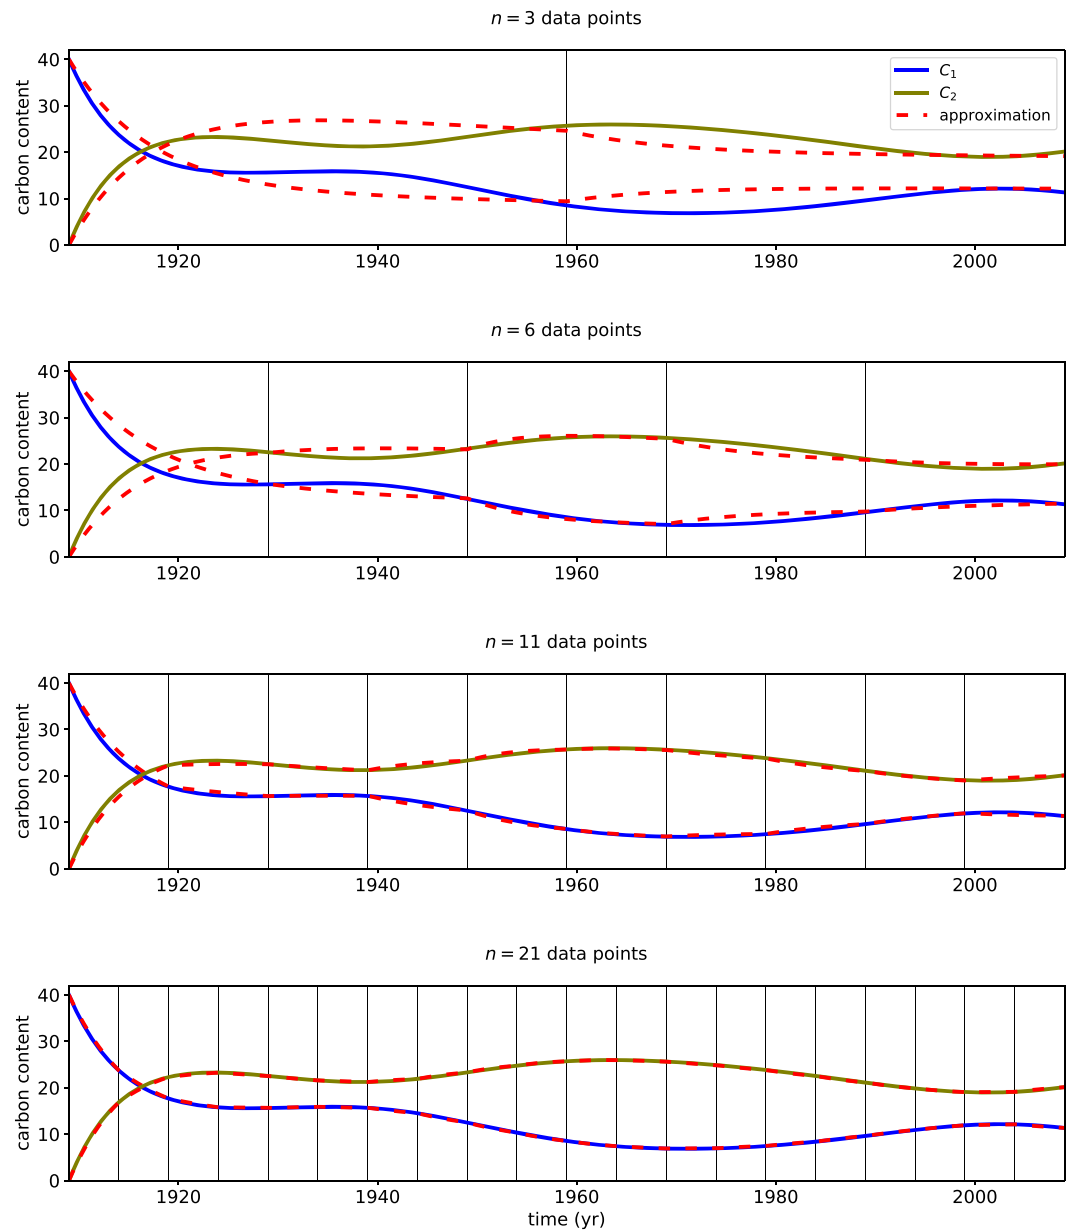 n = 3 data points
carbon content
40
30
20
10
0
C₁
C₂
approximation
1920 1940 1960 1980 2000
n = 6 data points
carbon content
40
30
20
10
0
1920 1940 1960 1980 2000
n = 11 data points
carbon content
40
30
20
10
0
1920 1940 1960 1980 2000
n = 21 data points
carbon content
40
30
20
10
0
1920 1940 1960 1980 2000
time (yr)